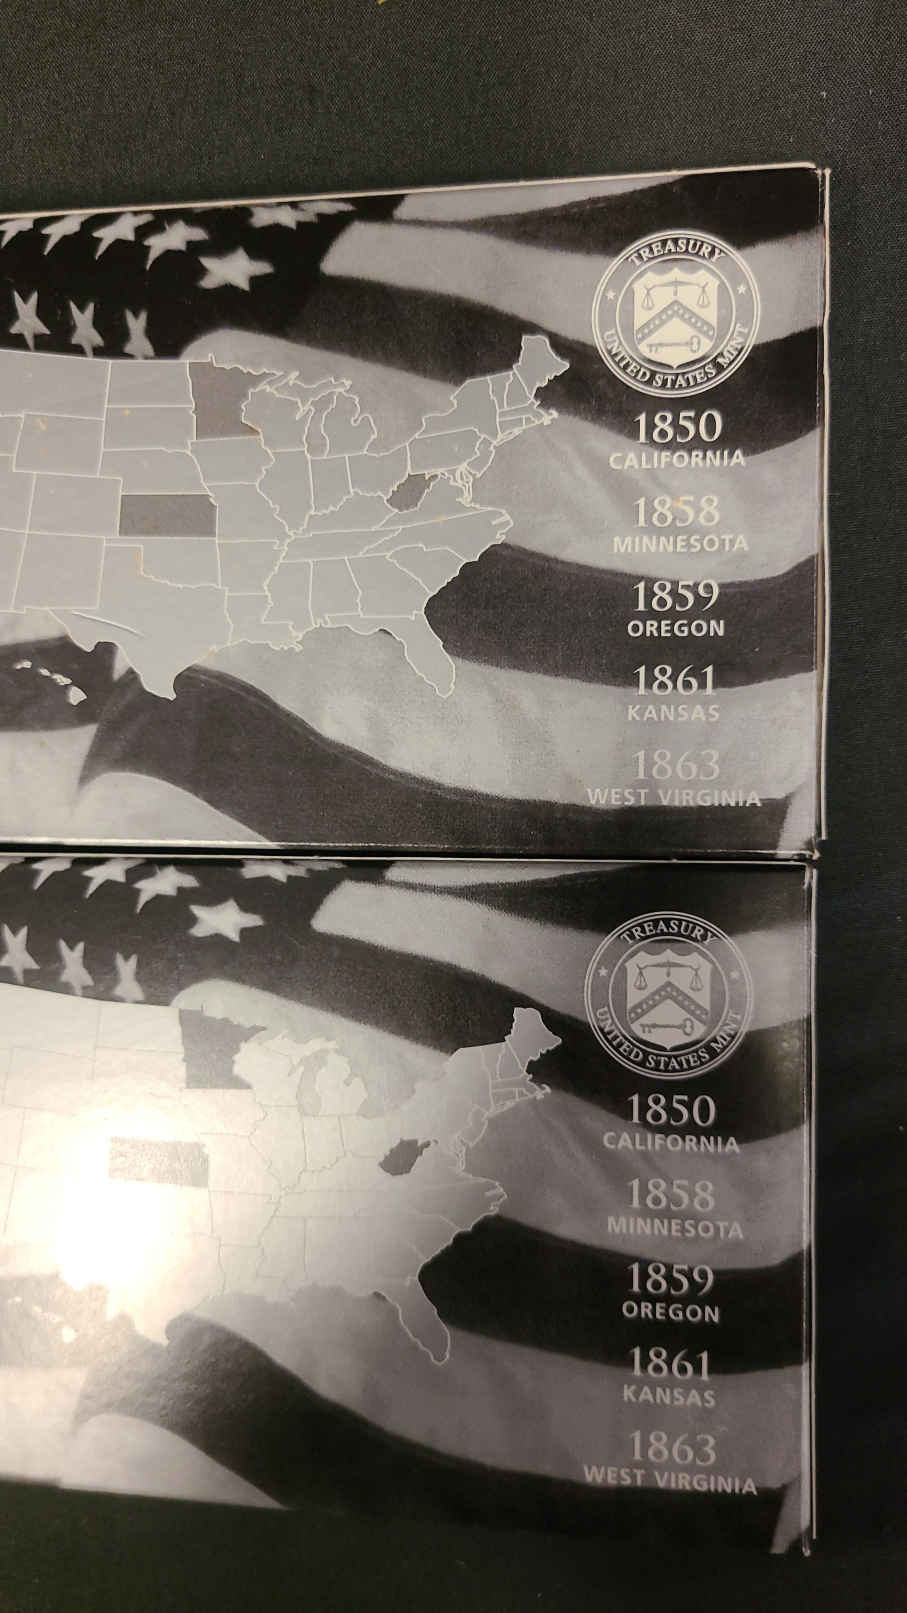 TREASURY
UNITED STATES MINT
1850
CALIFORNIA
1858
MINNESOTA
1859
OREGON
1861
KANSAS
1863
WEST VIRGINIA
TREASURY
UNITED STATES MINT
1850
CALIFORNIA
1858
MINNESOTA
1859
OREGON
1861
KANSAS
1863
WEST VIRGINIA